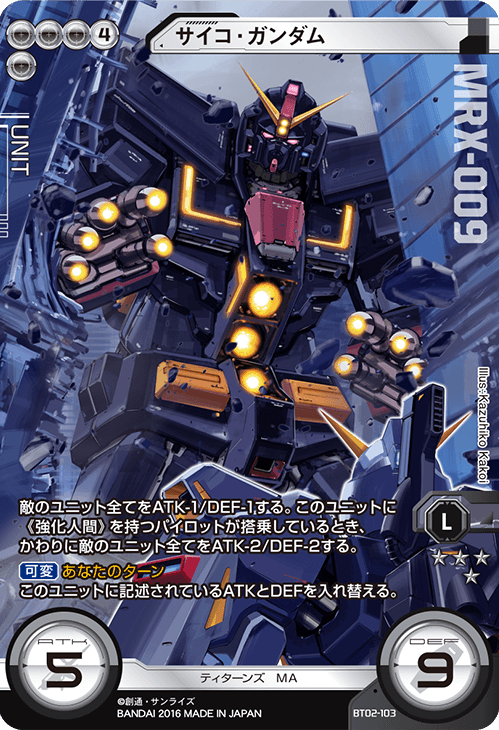 4
サイコ・ガンダム
UNIT
MRX-009
Illus:Kazuhiko Kakoi
敵のユニット全てをATK-1/DEF-1する。このユニットに
《強化人間》を持つパイロットが搭乗しているとき、
かわりに敵のユニット全てをATK-2/DEF-2する。
L
可変 あなたのターン
このユニットに記述されているATKとDEFを入れ替える。
ATK
5
DEF
9
ティターンズ MA
©創通・サンライズ
BANDAI 2016 MADE IN JAPAN
BT02-103